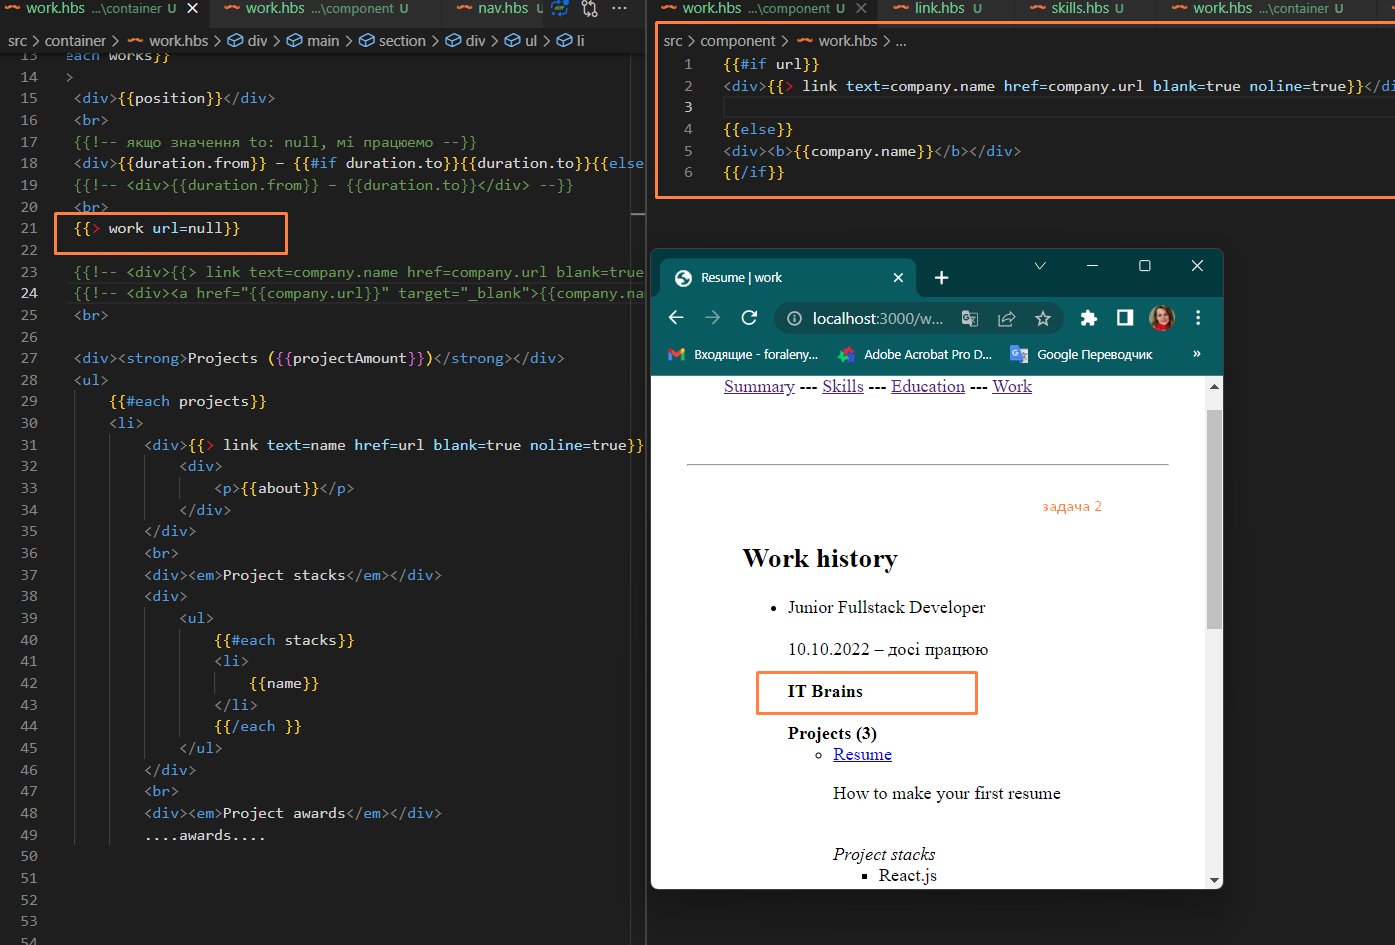 work.hbs ...\container U
work.hbs ...\component U
nav.hbs U
src > container > work.hbs > div > main > section > div > ul > li
13 each works}}
14 >
15 <div>{{position}}</div>
16 <br>
17 {{!-- якщо значення to: null, мі працюемо --}}
18 <div>{{duration.from}} – {{#if duration.to}}{{duration.to}}{{else
19 {{!-- <div>{{duration.from}} – {{duration.to}}</div> --}}
20 <br>
21 {{> work url=null}}
22
23 {{!-- <div>{{> link text=company.name href=company.url blank=true
24 {{!-- <div><a href="{{company.url}}" target="_blank">{{company.na
25 <br>
26
27 <div><strong>Projects ({{projectAmount}})</strong></div>
28 <ul>
29 {{#each projects}}
30 <li>
31 <div>{{> link text=name href=url blank=true noline=true}}
32 <div>
33 <p>{{about}}</p>
34 </div>
35 </div>
36 <br>
37 <div><em>Project stacks</em></div>
38 <div>
39 <ul>
40 {{#each stacks}}
41 <li>
42 {{name}}
43 </li>
44 {{/each }}
45 </ul>
46 </div>
47 <br>
48 <div><em>Project awards</em></div>
49 ....awards....
50
51
52
53
54
work.hbs ...\component U
link.hbs U
skills.hbs U
work.hbs ...\container U
src > component > work.hbs > ...
1 {{#if url}}
2 <div>{{> link text=company.name href=company.url blank=true noline=true}}</di
3
4 {{else}}
5 <div><b>{{company.name}}</b></div>
6 {{/if}}
Resume | work
localhost:3000/w...
Входящие - foraleny...
Adobe Acrobat Pro D...
Google Переводчик
»
Summary --- Skills --- Education --- Work
задача 2
Work history
• Junior Fullstack Developer
10.10.2022 – досі працюю
IT Brains
Projects (3)
Resume
How to make your first resume
Project stacks
React.js